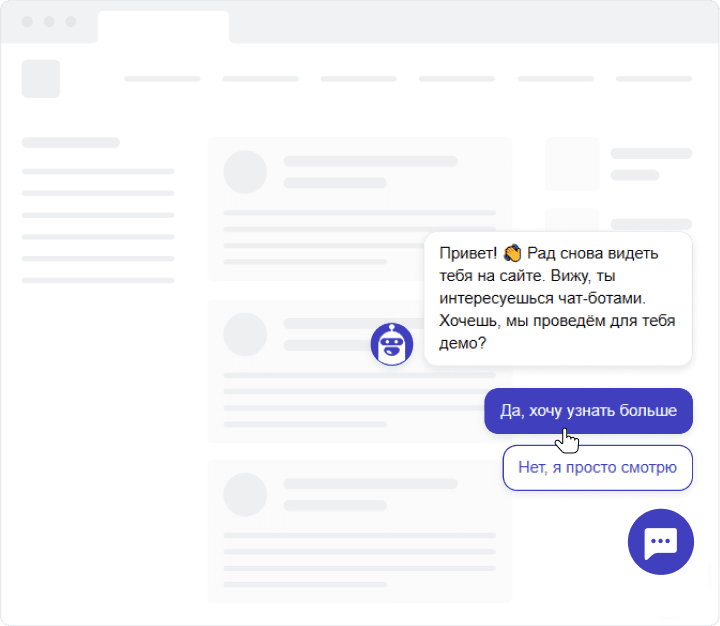 Привет! 👏 Рад снова видеть
тебя на сайте. Вижу, ты
интересуешься чат-ботами.
Хочешь, мы проведём для тебя
демо?
Да, хочу узнать больше
Нет, я просто смотрю